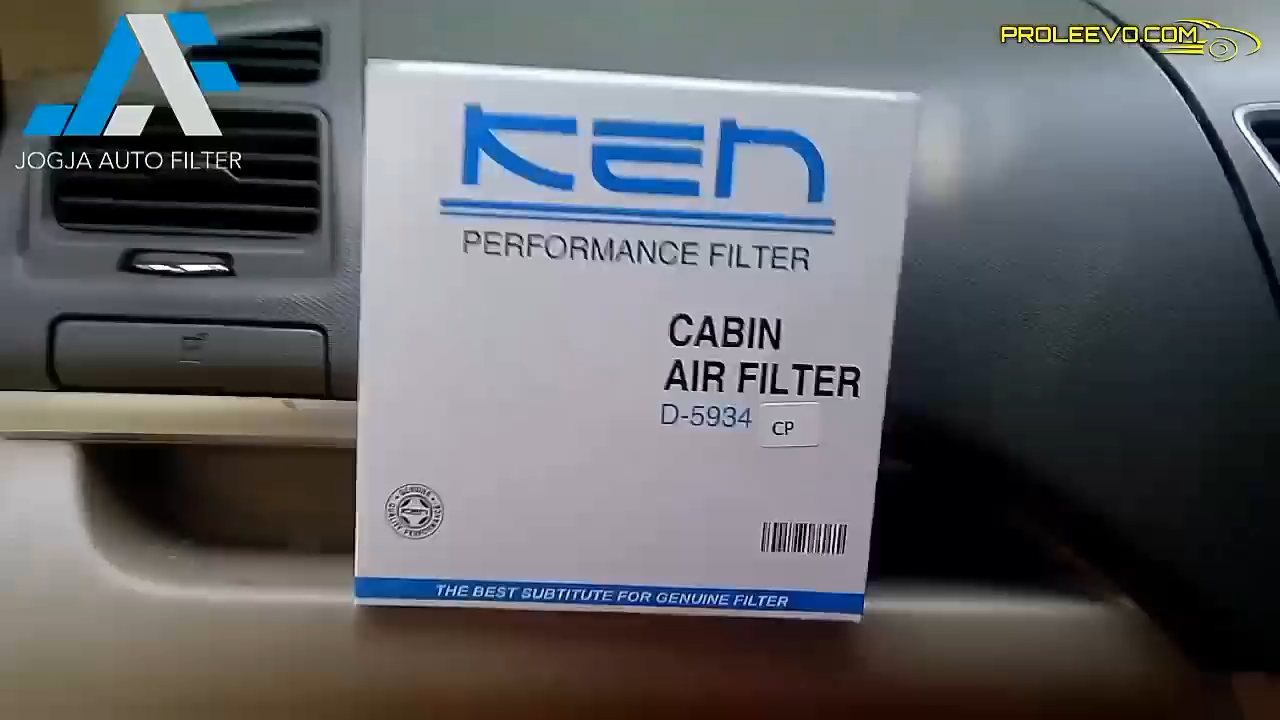 JOGJA AUTO FILTER
PROLEEVO.COM
KEN
PERFORMANCE FILTER
CABIN
AIR FILTER
D-5934 CP
THE BEST SUBTITUTE FOR GENUINE FILTER